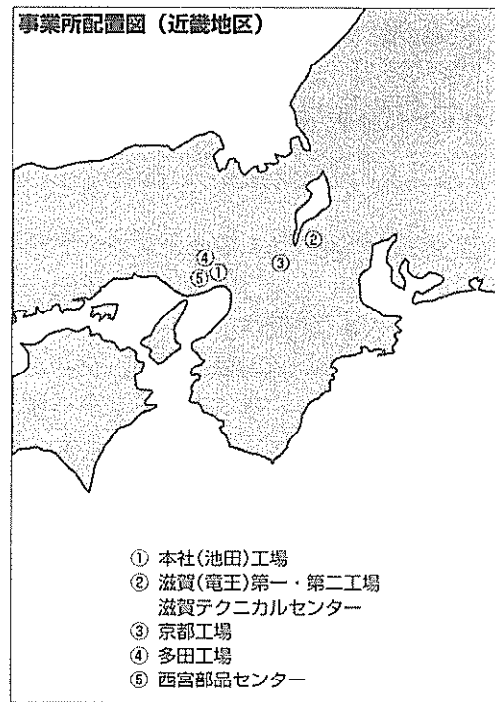 事業所配置図（近畿地区）
②
④
③
⑤ ①
① 本社(池田)工場
② 滋賀(竜王)第一・第二工場
滋賀テクニカルセンター
③ 京都工場
④ 多田工場
⑤ 西宮部品センター